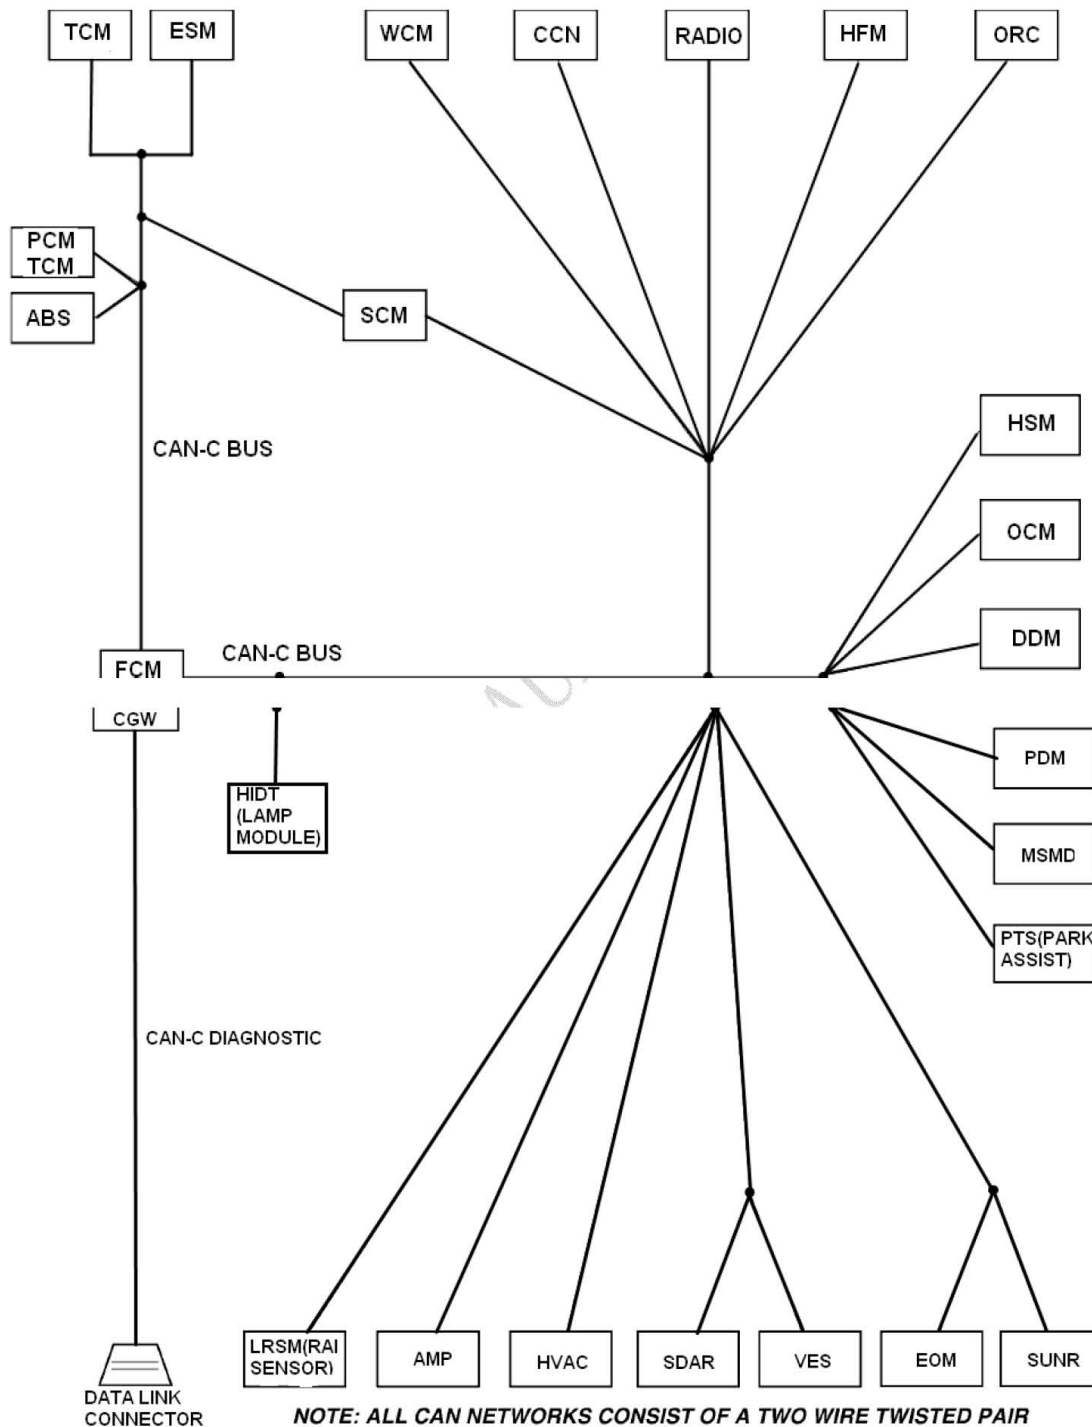 TCM
ESM
WCM
CCN
RADIO
HFM
ORC
PCM
TCM
ABS
SCM
HSM
CAN-C BUS
OCM
DDM
CAN-C BUS
FCM
CGW
PDM
HIDT
(LAMP
MODULE)
MSMD
PTS(PARK
ASSIST)
CAN-C DIAGNOSTIC
LRSM(RAI
SENSOR)
AMP
HVAC
SDAR
VES
EOM
SUNR
DATA LINK
CONNECTOR
NOTE: ALL CAN NETWORKS CONSIST OF A TWO WIRE TWISTED PAIR